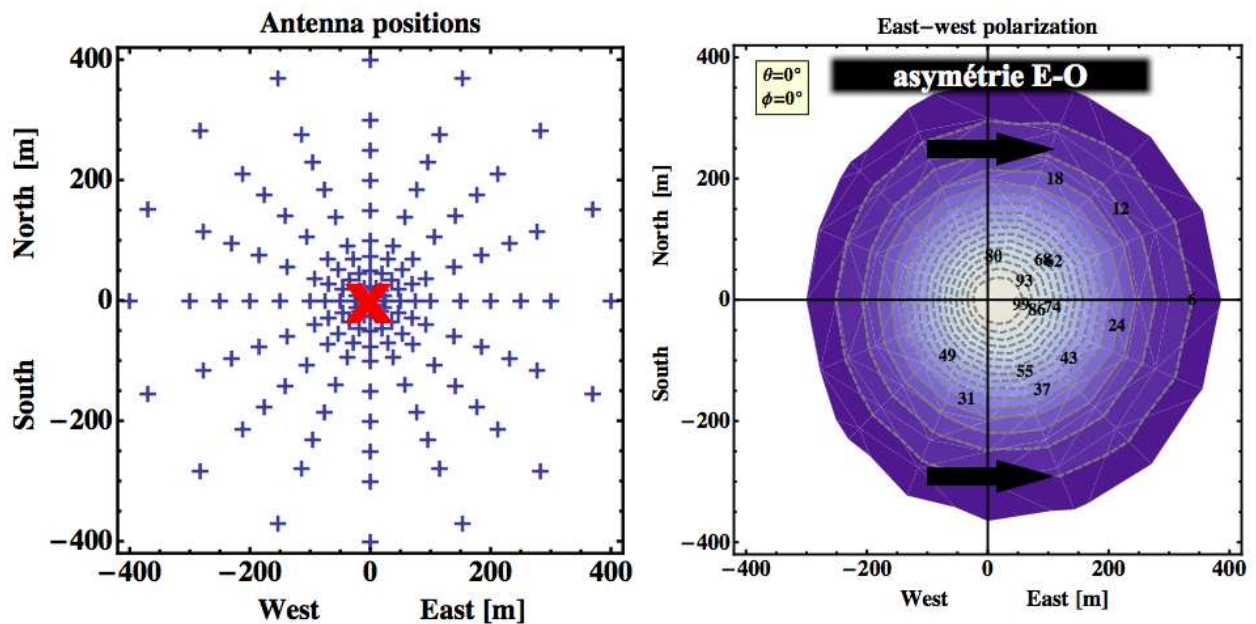 Antenna positions
400
200
0
−200
−400
North [m]
South
−400 −200 0 200 400
West East [m]
East−west polarization
θ=0°
ϕ=0°
asymétrie E-O
400
200
0
−200
−400
North [m]
South
18
12
80 68 62
93
6
99 86 74
24
49 43
55
37
31
−400 −200 0 200 400
West East [m]